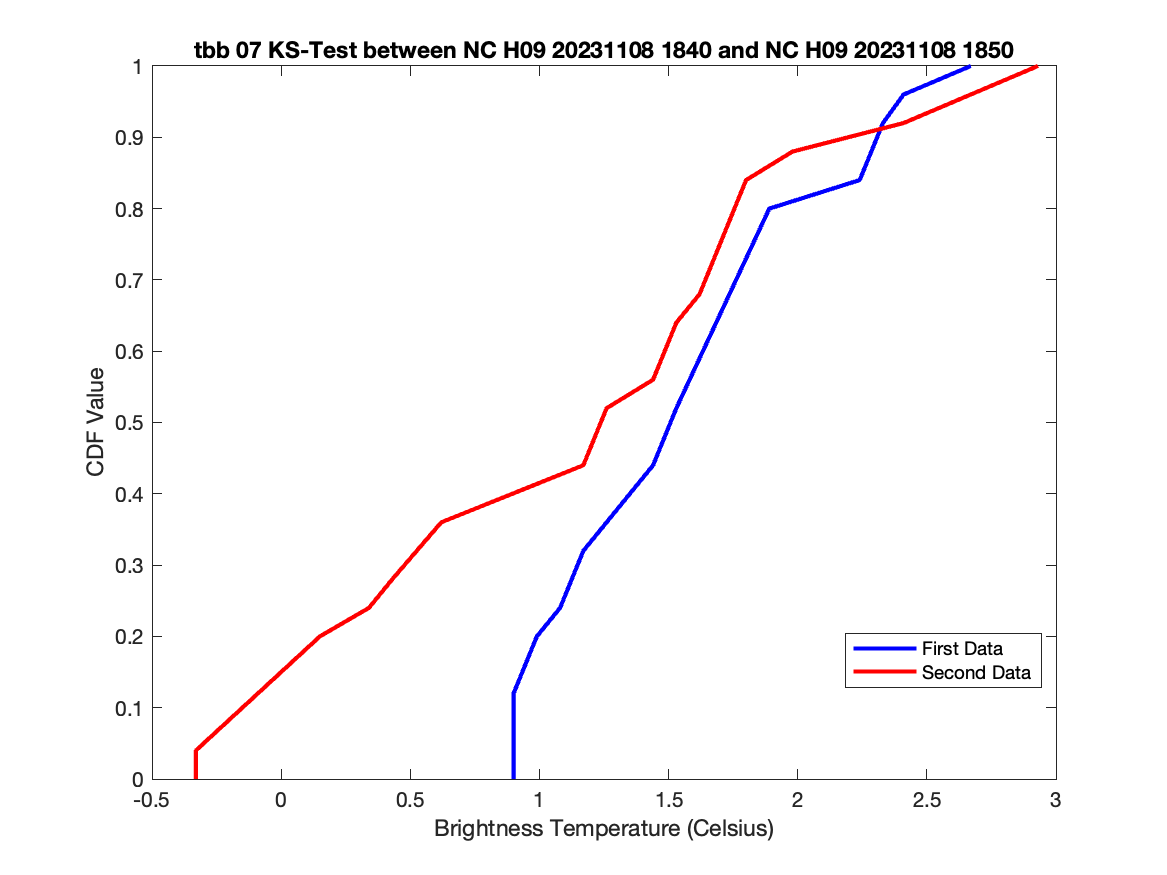 tbb 07 KS-Test between NC H09 20231108 1840 and NC H09 20231108 1850
1
0.9
0.8
0.7
0.6
0.5
0.4
0.3
0.2
0.1
0
CDF Value
First Data
Second Data
-0.5 0 0.5 1 1.5 2 2.5 3
Brightness Temperature (Celsius)